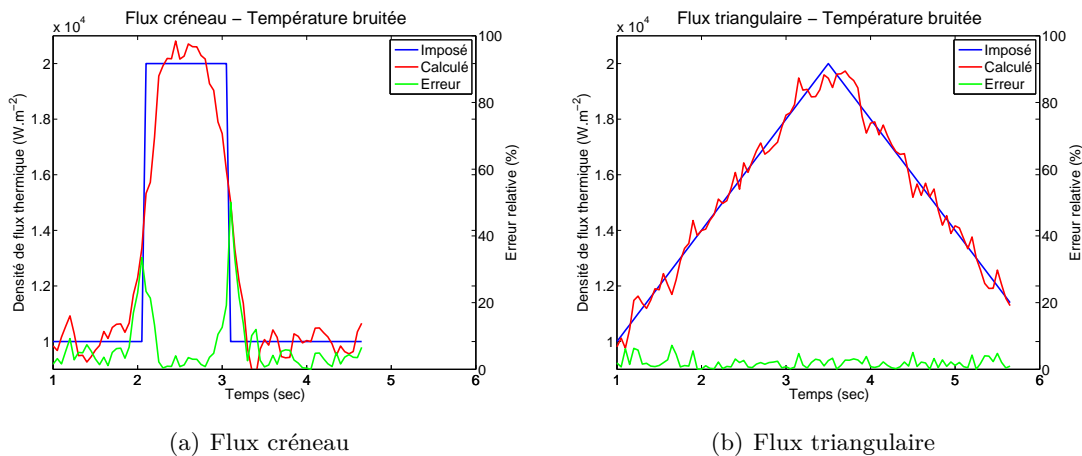 Flux créneau − Température bruitée
x 10⁴
Densité de flux thermique (W.m⁻²)
2
1.8
1.6
1.4
1.2
1
Imposé
Calculé
Erreur
100
80
60
40
20
0
Erreur relative (%)
1 2 3 4 5 6
Temps (sec)
(a) Flux créneau
Flux triangulaire − Température bruitée
x 10⁴
Densité de flux thermique (W.m⁻²)
2
1.8
1.6
1.4
1.2
1
Imposé
Calculé
Erreur
100
80
60
40
20
0
Erreur relative (%)
1 2 3 4 5 6
Temps (sec)
(b) Flux triangulaire